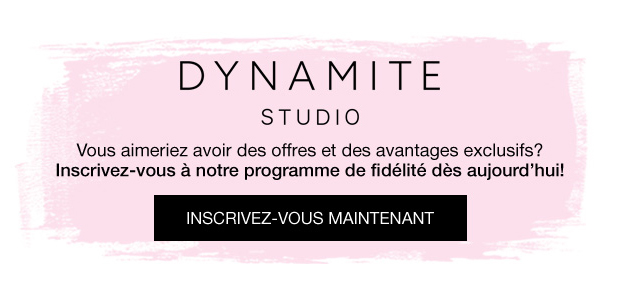 DYNAMITE
STUDIO
Vous aimeriez avoir des offres et des avantages exclusifs?
Inscrivez-vous à notre programme de fidélité dès aujourd'hui!
INSCRIVEZ-VOUS MAINTENANT